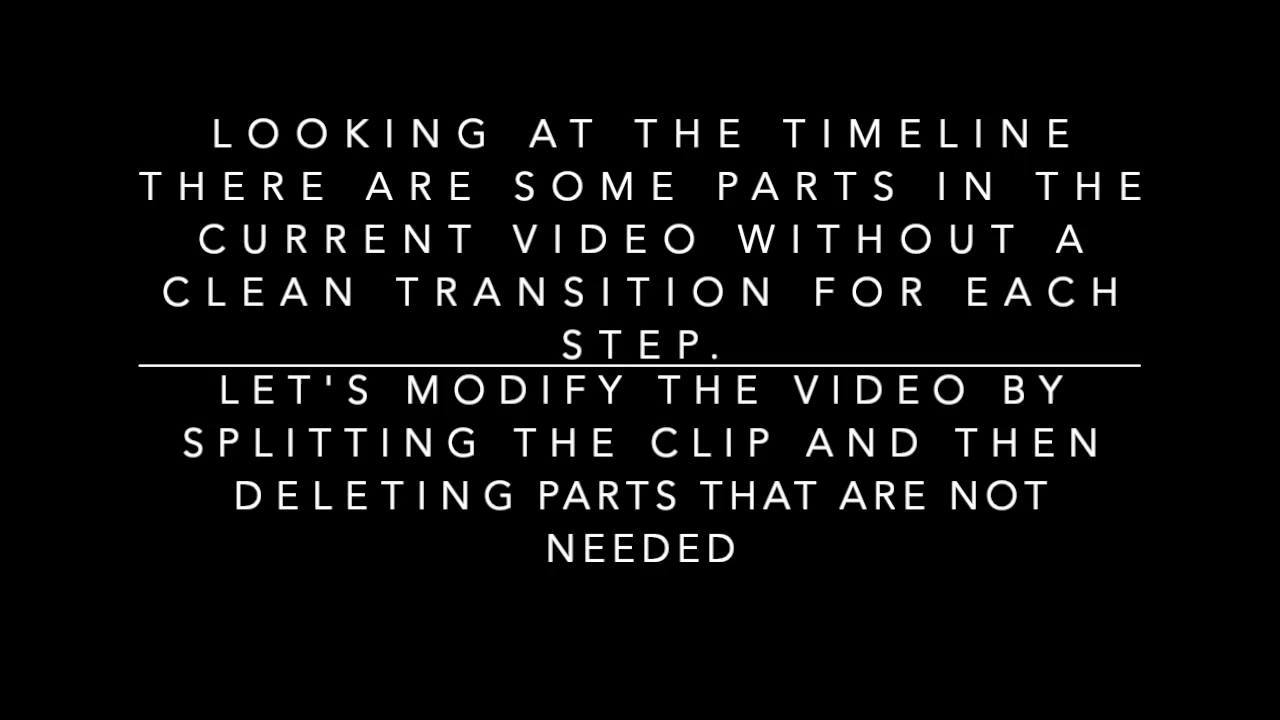 LOOKING AT THE TIMELINE
THERE ARE SOME PARTS IN THE
CURRENT VIDEO WITHOUT A
CLEAN TRANSITION FOR EACH
STEP.
LET'S MODIFY THE VIDEO BY
SPLITTING THE CLIP AND THEN
DELETING PARTS THAT ARE NOT
NEEDED